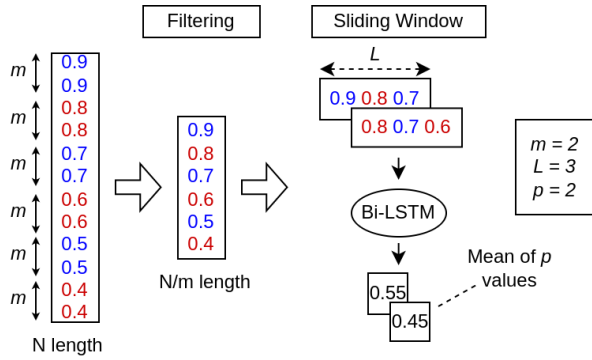 Filtering
Sliding Window
m
m
m
m
m
m
0.9
0.9
0.8
0.8
0.7
0.7
0.6
0.6
0.5
0.5
0.4
0.4
N length
0.9
0.8
0.7
0.6
0.5
0.4
N/m length
L
0.9 0.8 0.7
0.8 0.7 0.6
Bi-LSTM
0.55
0.45
Mean of p
values
m = 2
L = 3
p = 2